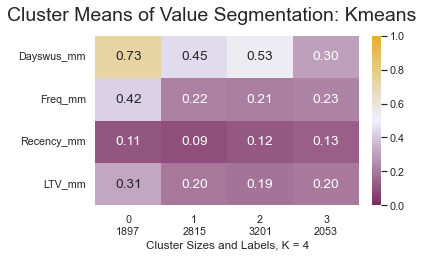 Cluster Means of Value Segmentation: Kmeans
Dayswus_mm 0.73 0.45 0.53 0.30
Freq_mm 0.42 0.22 0.21 0.23
Recency_mm 0.11 0.09 0.12 0.13
LTV_mm 0.31 0.20 0.19 0.20
0 1 2 3
1897 2815 3201 2053
Cluster Sizes and Labels, K = 4
1.0
0.8
0.6
0.4
0.2
0.0